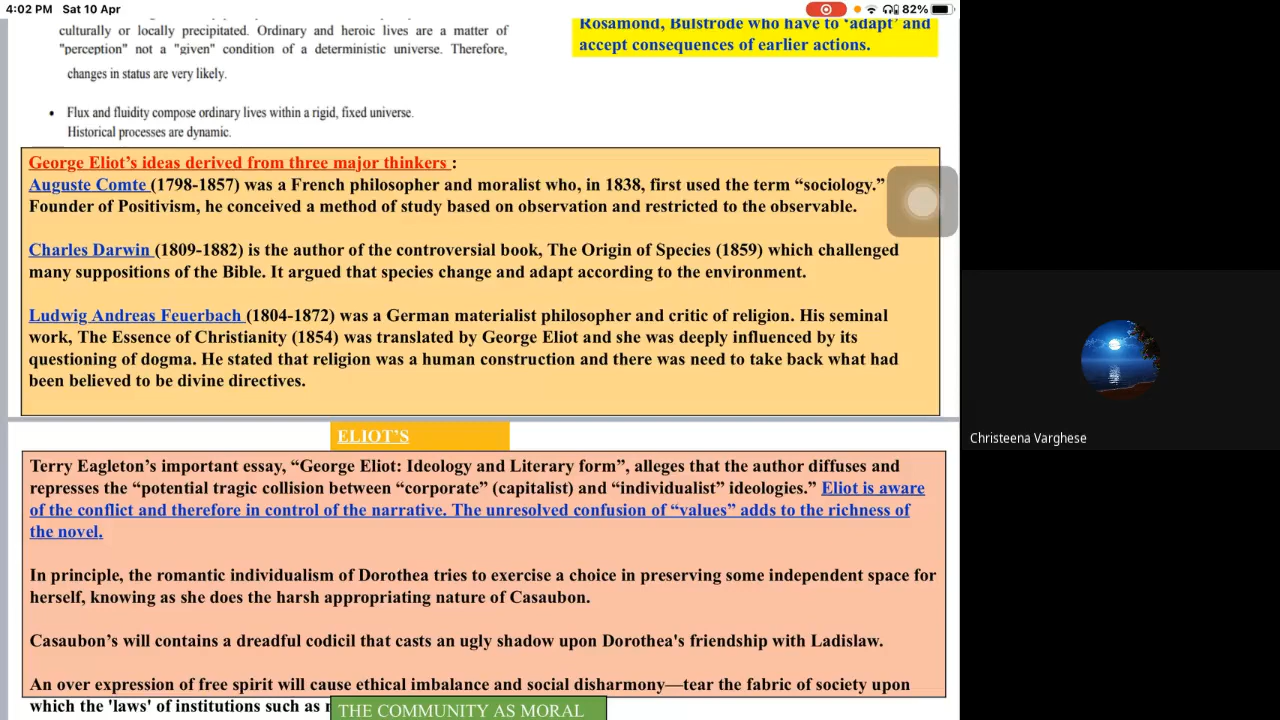 4:02 PM Sat 10 Apr
82%
culturally or locally precipitated. Ordinary and heroic lives are a matter of
"perception" not a "given" condition of a deterministic universe. Therefore,
changes in status are very likely.
• Flux and fluidity compose ordinary lives within a rigid, fixed universe.
Historical processes are dynamic.
Rosamond, Bulstrode who have to ‘adapt’ and
accept consequences of earlier actions.
George Eliot’s ideas derived from three major thinkers :
Auguste Comte (1798-1857) was a French philosopher and moralist who, in 1838, first used the term “sociology.”
Founder of Positivism, he conceived a method of study based on observation and restricted to the observable.
Charles Darwin (1809-1882) is the author of the controversial book, The Origin of Species (1859) which challenged
many suppositions of the Bible. It argued that species change and adapt according to the environment.
Ludwig Andreas Feuerbach (1804-1872) was a German materialist philosopher and critic of religion. His seminal
work, The Essence of Christianity (1854) was translated by George Eliot and she was deeply influenced by its
questioning of dogma. He stated that religion was a human construction and there was need to take back what had
been believed to be divine directives.
ELIOT’S
Terry Eagleton’s important essay, “George Eliot: Ideology and Literary form”, alleges that the author diffuses and
represses the “potential tragic collision between “corporate” (capitalist) and “individualist” ideologies.” Eliot is aware
of the conflict and therefore in control of the narrative. The unresolved confusion of “values” adds to the richness of
the novel.
In principle, the romantic individualism of Dorothea tries to exercise a choice in preserving some independent space for
herself, knowing as she does the harsh appropriating nature of Casaubon.
Casaubon’s will contains a dreadful codicil that casts an ugly shadow upon Dorothea's friendship with Ladislaw.
An over expression of free spirit will cause ethical imbalance and social disharmony—tear the fabric of society upon
which the 'laws' of institutions such as
THE COMMUNITY AS MORAL
Christeena Varghese